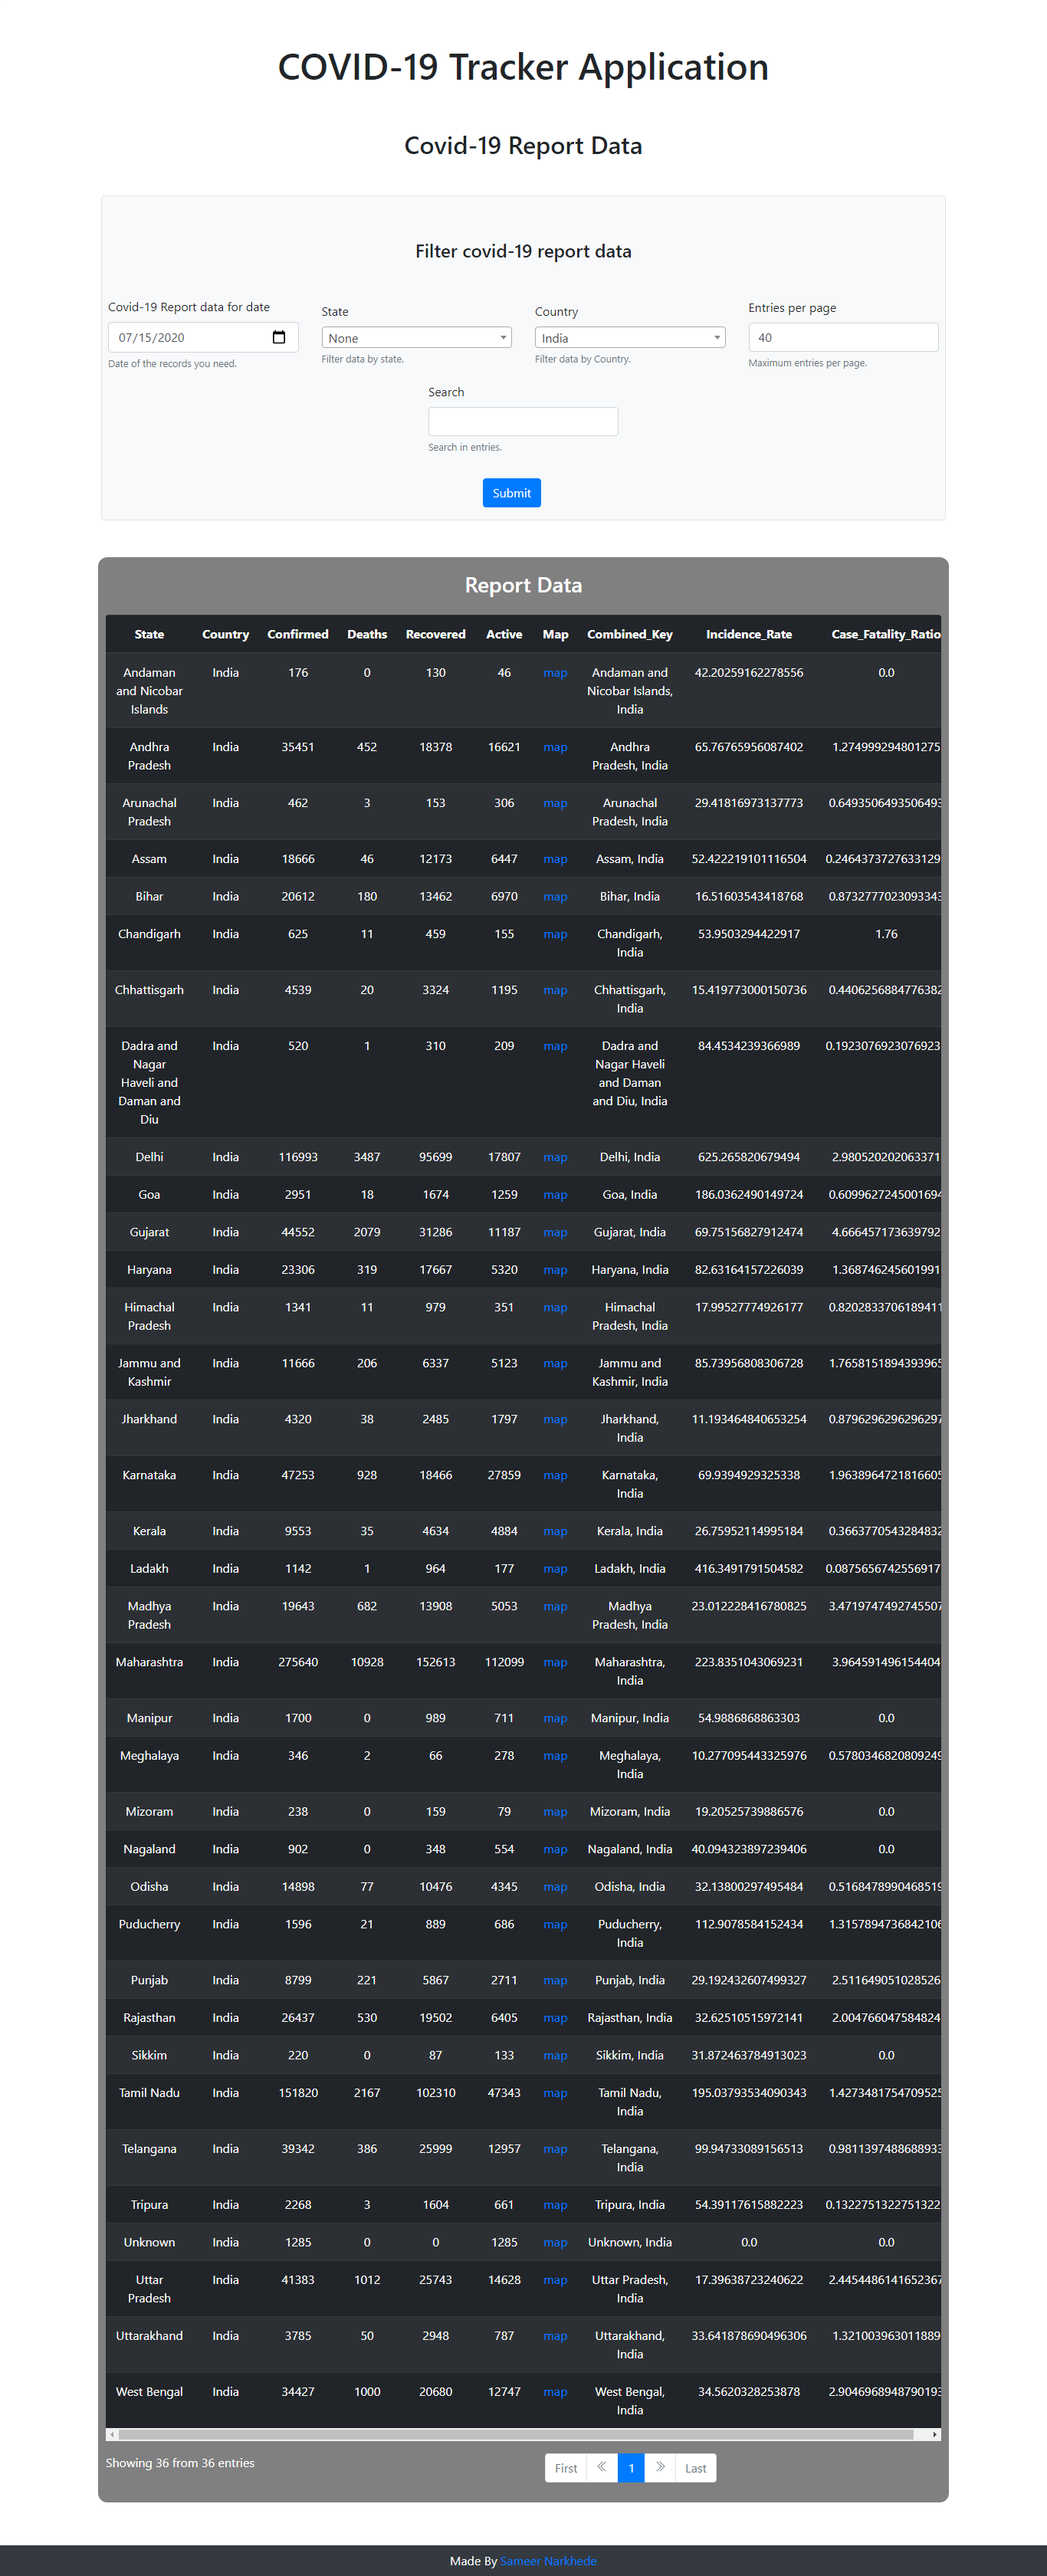 COVID-19 Tracker Application
Covid-19 Report Data
Filter covid-19 report data
Covid-19 Report data for date
07/15/2020
Date of the records you need.
State
None
Filter data by state.
Country
India
Filter data by Country.
Entries per page
40
Maximum entries per page.
Search
Search in entries.
Submit
Report Data
State Country Confirmed Deaths Recovered Active Map Combined_Key Incidence_Rate Case_Fatality_Ratio
Andaman and Nicobar Islands India 176 0 130 46 map Andaman and Nicobar Islands, India 42.20259162278556 0.0
Andhra Pradesh India 35451 452 18378 16621 map Andhra Pradesh, India 65.76765956087402 1.274999294801275
Arunachal Pradesh India 462 3 153 306 map Arunachal Pradesh, India 29.41816973137773 0.6493506493506493
Assam India 18666 46 12173 6447 map Assam, India 52.422219101116504 0.2464373727633129
Bihar India 20612 180 13462 6970 map Bihar, India 16.51603543418768 0.8732777023093343
Chandigarh India 625 11 459 155 map Chandigarh, India 53.9503294422917 1.76
Chhattisgarh India 4539 20 3324 1195 map Chhattisgarh, India 15.419773000150736 0.4406256884776382
Dadra and Nagar Haveli and Daman and Diu India 520 1 310 209 map Dadra and Nagar Haveli and Daman and Diu, India 84.4534239366989 0.1923076923076923
Delhi India 116993 3487 95699 17807 map Delhi, India 625.265820679494 2.980520202063371
Goa India 2951 18 1674 1259 map Goa, India 186.0362490149724 0.6099627245001694
Gujarat India 44552 2079 31286 11187 map Gujarat, India 69.75156827912474 4.666457173639792
Haryana India 23306 319 17667 5320 map Haryana, India 82.63164157226039 1.368746245601991
Himachal Pradesh India 1341 11 979 351 map Himachal Pradesh, India 17.99527774926177 0.8202833706189411
Jammu and Kashmir India 11666 206 6337 5123 map Jammu and Kashmir, India 85.73956808306728 1.7658151894393965
Jharkhand India 4320 38 2485 1797 map Jharkhand, India 11.193464840653254 0.8796296296296297
Karnataka India 47253 928 18466 27859 map Karnataka, India 69.9394929325338 1.9638964721816605
Kerala India 9553 35 4634 4884 map Kerala, India 26.75952114995184 0.3663770543284832
Ladakh India 1142 1 964 177 map Ladakh, India 416.3491791504582 0.0875656742556917
Madhya Pradesh India 19643 682 13908 5053 map Madhya Pradesh, India 23.012228416780825 3.4719747492745507
Maharashtra India 275640 10928 152613 112099 map Maharashtra, India 223.8351043069231 3.964591496154404
Manipur India 1700 0 989 711 map Manipur, India 54.9886868863303 0.0
Meghalaya India 346 2 66 278 map Meghalaya, India 10.277095443325976 0.5780346820809249
Mizoram India 238 0 159 79 map Mizoram, India 19.20525739886576 0.0
Nagaland India 902 0 348 554 map Nagaland, India 40.094323897239406 0.0
Odisha India 14898 77 10476 4345 map Odisha, India 32.13800297495484 0.5168478990468519
Puducherry India 1596 21 889 686 map Puducherry, India 112.9078584152434 1.3157894736842106
Punjab India 8799 221 5867 2711 map Punjab, India 29.192432607499327 2.511649051028526
Rajasthan India 26437 530 19502 6405 map Rajasthan, India 32.62510515972141 2.004766047584824
Sikkim India 220 0 87 133 map Sikkim, India 31.872463784913023 0.0
Tamil Nadu India 151820 2167 102310 47343 map Tamil Nadu, India 195.03793534090343 1.4273481754709525
Telangana India 39342 386 25999 12957 map Telangana, India 99.94733089156513 0.9811397488688933
Tripura India 2268 3 1604 661 map Tripura, India 54.39117615882223 0.1322751322751322
Unknown India 1285 0 0 1285 map Unknown, India 0.0 0.0
Uttar Pradesh India 41383 1012 25743 14628 map Uttar Pradesh, India 17.39638723240622 2.4454486141652367
Uttarakhand India 3785 50 2948 787 map Uttarakhand, India 33.641878690496306 1.321003963011889
West Bengal India 34427 1000 20680 12747 map West Bengal, India 34.5620328253878 2.9046968948790193
Showing 36 from 36 entries
First « 1 » Last
Made By Sameer Narkhede